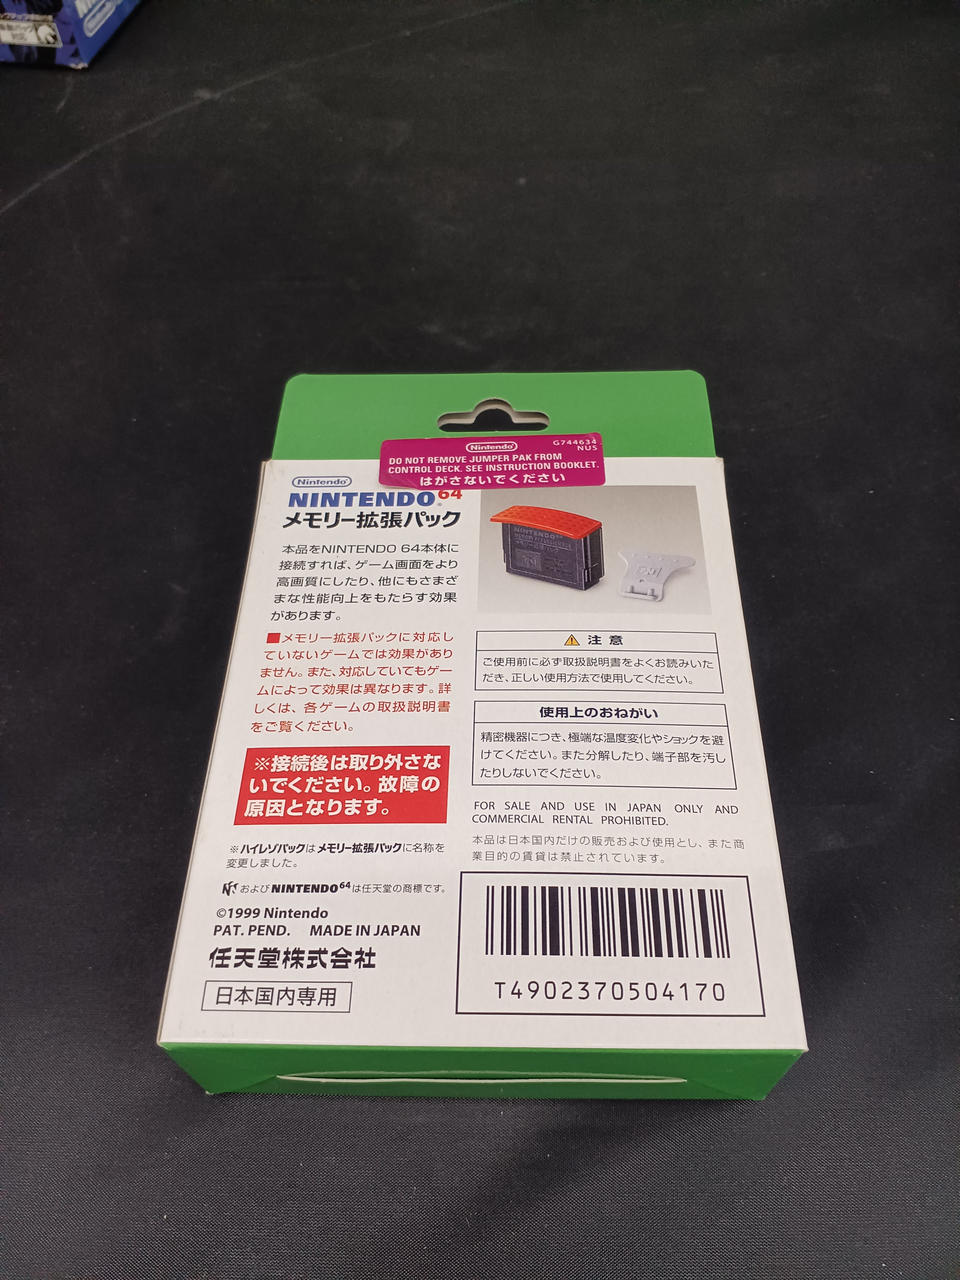 対応
Nintendo
G744634
NUS
DO NOT REMOVE JUMPER PAK FROM
CONTROL DECK. SEE INSTRUCTION BOOKLET.
はがさないでください
Nintendo
NINTENDO64
メモリー拡張パック
本品をNINTENDO 64本体に
接続すれば、ゲーム画面をより
高画質にしたり、他にもさまざ
まな性能向上をもたらす効果
があります。
■メモリー拡張パックに対応し
ていないゲームでは効果があり
ません。また、対応していてもゲー
ムによって効果は異なります。詳
しくは、各ゲームの取扱説明書
をご覧ください。
※接続後は取り外さな
いでください。故障の
原因となります。
※ハイレゾパックはメモリー拡張パックに名称を
変更しました。
およびNINTENDO64は任天堂の商標です。
©1999 Nintendo
PAT. PEND. MADE IN JAPAN
任天堂株式会社
日本国内専用
NINTENDO64
注意
ご使用前に必ず取扱説明書をよくお読みいた
だき、正しい使用方法で使用してください。
使用上のおねがい
精密機器につき、極端な温度変化やショックを避
けてください。また分解したり、端子部を汚し
たりしないでください。
FOR SALE AND USE IN JAPAN ONLY AND
COMMERCIAL RENTAL PROHIBITED.
本品は日本国内だけの販売および使用とし、また商
業目的の賃貸は禁止されています。
T4902370504170